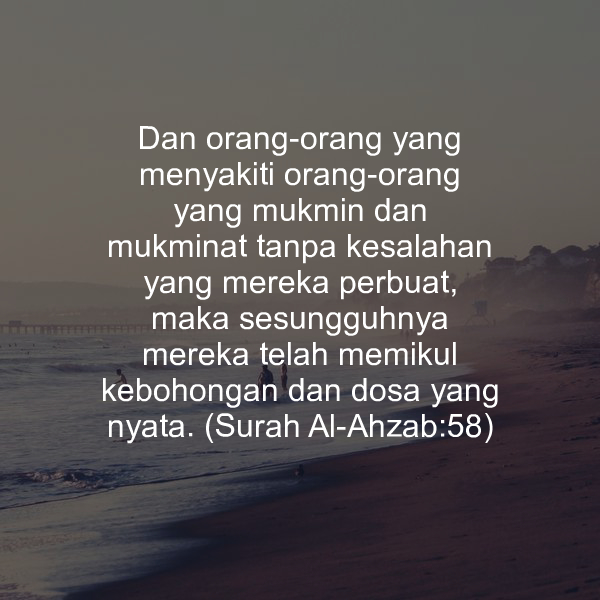 Dan orang-orang yang
menyakiti orang-orang
yang mukmin dan
mukminat tanpa kesalahan
yang mereka perbuat,
maka sesungguhnya
mereka telah memikul
kebohongan dan dosa yang
nyata. (Surah Al-Ahzab:58)